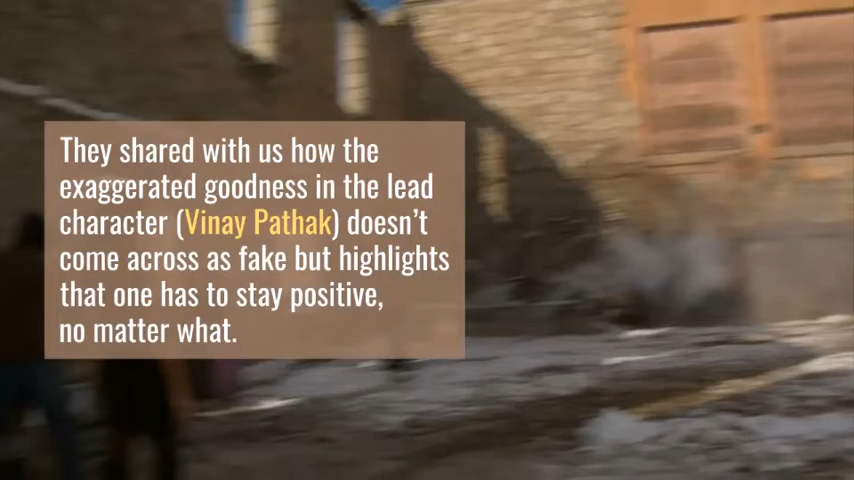 They shared with us how the
exaggerated goodness in the lead
character (Vinay Pathak) doesn’t
come across as fake but highlights
that one has to stay positive,
no matter what.